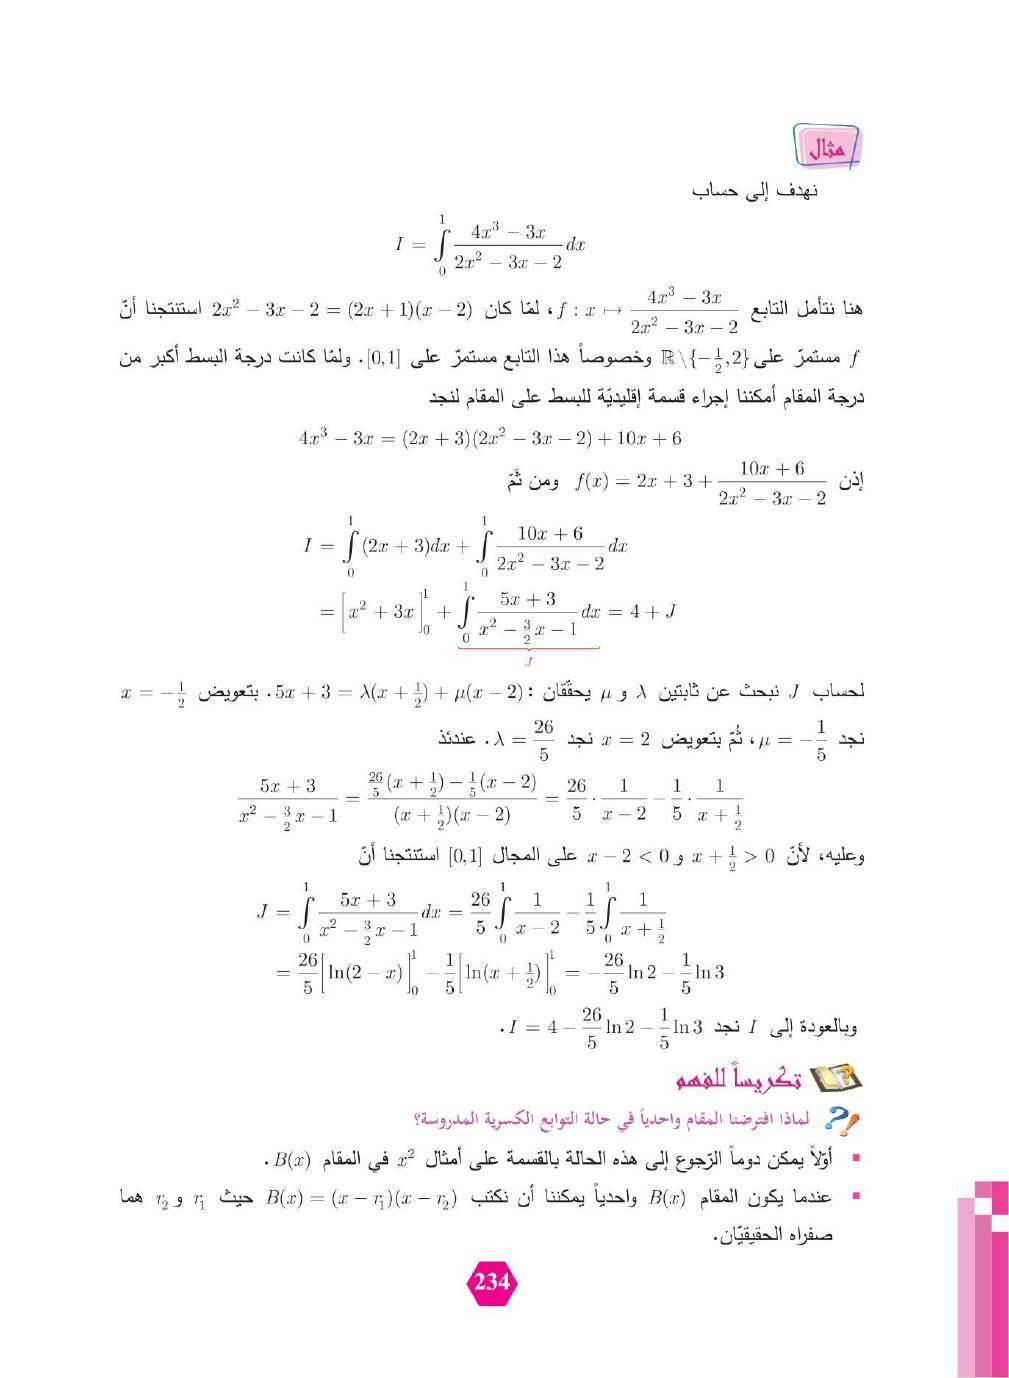 مثال
نهدف إلى حساب
I = ∫₀¹ (4x³ − 3x)/(2x² − 3x − 2) dx
هنا نتأمل التابع f : x ↦ (4x³ − 3x)/(2x² − 3x − 2)، لمّا كان 2x² − 3x − 2 = (2x + 1)(x − 2) استنتجنا أنّ
f مستمرّ على ℝ\{−1/2, 2} وخصوصاً هذا التابع مستمرّ على [0,1]. ولمّا كانت درجة البسط أكبر من
درجة المقام أمكننا إجراء قسمة إقليديّة للبسط على المقام لنجد
4x³ − 3x = (2x + 3)(2x² − 3x − 2) + 10x + 6
إذن f(x) = 2x + 3 + (10x + 6)/(2x² − 3x − 2) ومن ثَمّ
I = ∫₀¹ (2x + 3)dx + ∫₀¹ (10x + 6)/(2x² − 3x − 2) dx
= [x² + 3x]₀¹ + ∫₀¹ (5x + 3)/(x² − 3/2 x − 1) dx = 4 + J
J
لحساب J نبحث عن ثابتين λ و μ يحقّقان : 5x + 3 = λ(x + 1/2) + μ(x − 2). بتعويض x = −1/2
نجد μ = −1/5، ثُمّ بتعويض x = 2 نجد λ = 26/5. عندئذ
(5x + 3)/(x² − 3/2 x − 1) = (26/5 (x + 1/2) − 1/5 (x − 2))/((x + 1/2)(x − 2)) = 26/5 · 1/(x − 2) − 1/5 · 1/(x + 1/2)
وعليه، لأنّ x + 1/2 > 0 و x − 2 < 0 على المجال [0,1] استنتجنا أنّ
J = ∫₀¹ (5x + 3)/(x² − 3/2 x − 1) dx = 26/5 ∫₀¹ 1/(x − 2) − 1/5 ∫₀¹ 1/(x + 1/2)
= 26/5 [ln(2 − x)]₀¹ − 1/5 [ln(x + 1/2)]₀¹ = −26/5 ln 2 − 1/5 ln 3
وبالعودة إلى I نجد I = 4 − 26/5 ln 2 − 1/5 ln 3.
تكريساً للفهم
لماذا افترضنا المقام واحدياً في حالة التوابع الكسرية المدروسة؟
▪ أوّلاً يمكن دوماً الرّجوع إلى هذه الحالة بالقسمة على أمثال x² في المقام B(x).
▪ عندما يكون المقام B(x) واحدياً يمكننا أن نكتب B(x) = (x − r₁)(x − r₂) حيث r₁ و r₂ هما
صفراه الحقيقيّان.
234